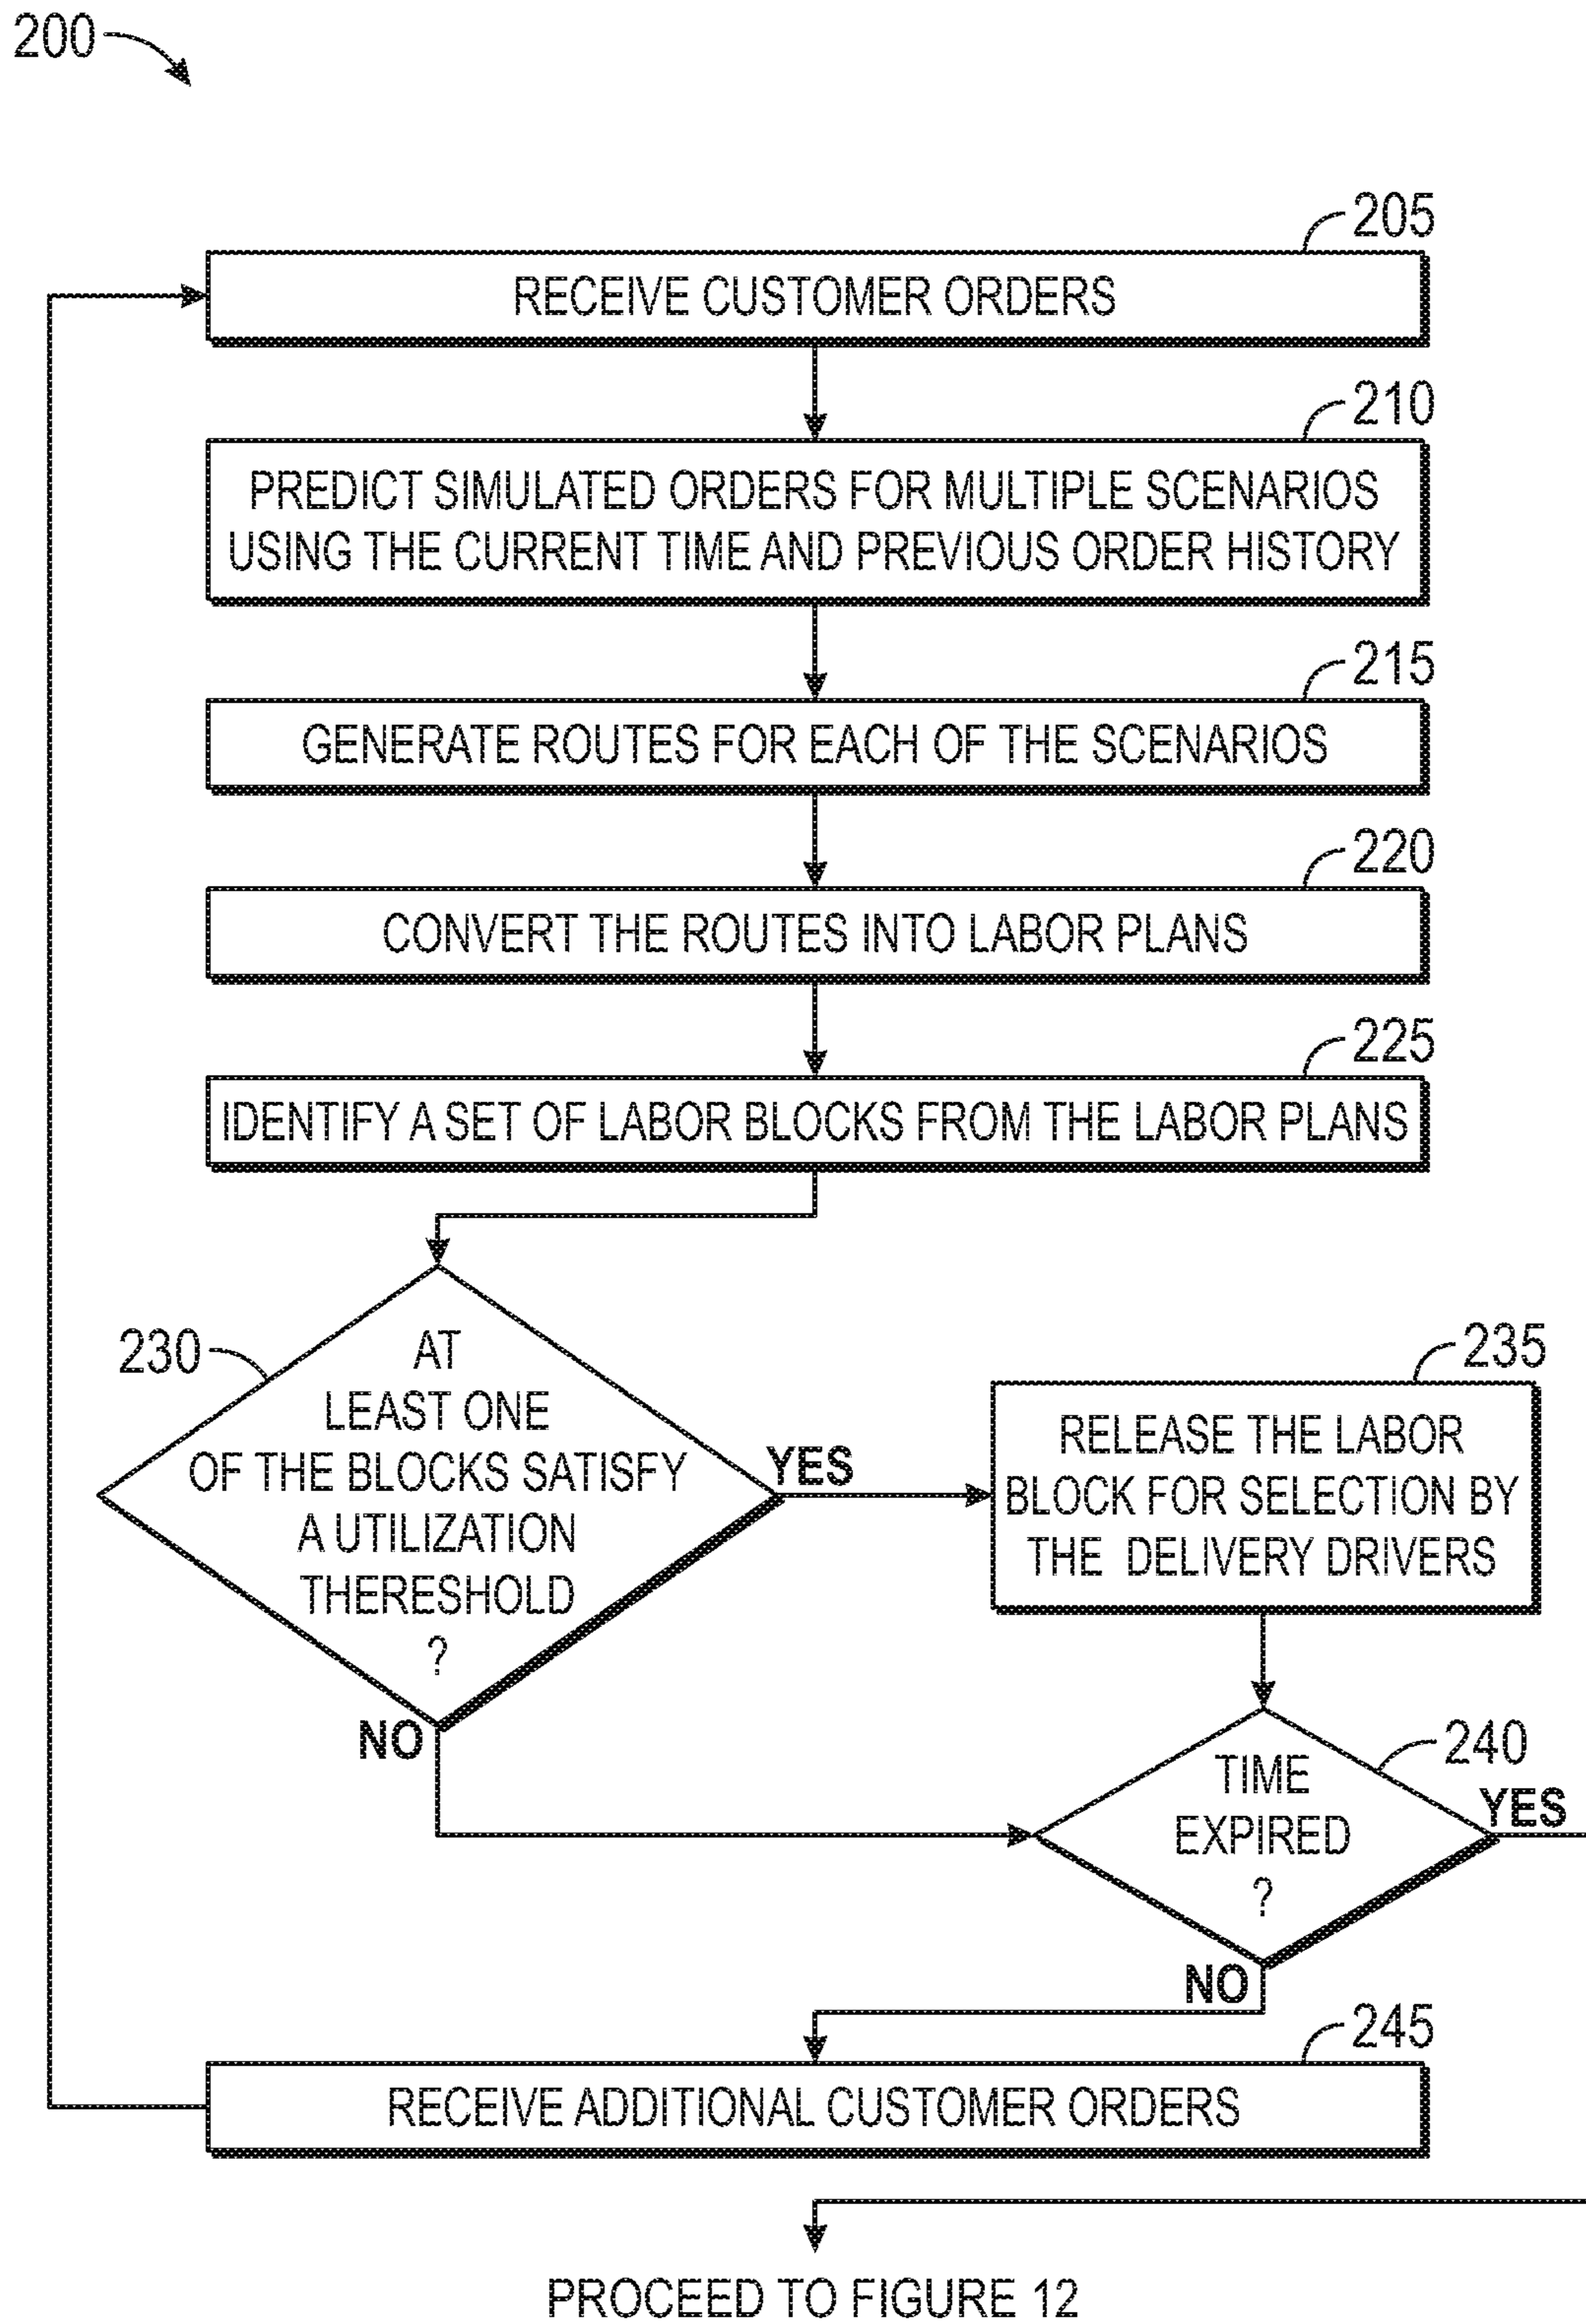 200
205
RECEIVE CUSTOMER ORDERS
210
PREDICT SIMULATED ORDERS FOR MULTIPLE SCENARIOS
USING THE CURRENT TIME AND PREVIOUS ORDER HISTORY
215
GENERATE ROUTES FOR EACH OF THE SCENARIOS
220
CONVERT THE ROUTES INTO LABOR PLANS
225
IDENTIFY A SET OF LABOR BLOCKS FROM THE LABOR PLANS
230
AT
LEAST ONE
OF THE BLOCKS SATISFY
A UTILIZATION
THERESHOLD
?
YES
NO
235
RELEASE THE LABOR
BLOCK FOR SELECTION BY
THE DELIVERY DRIVERS
240
TIME
EXPIRED
?
YES
NO
245
RECEIVE ADDITIONAL CUSTOMER ORDERS
PROCEED TO FIGURE 12